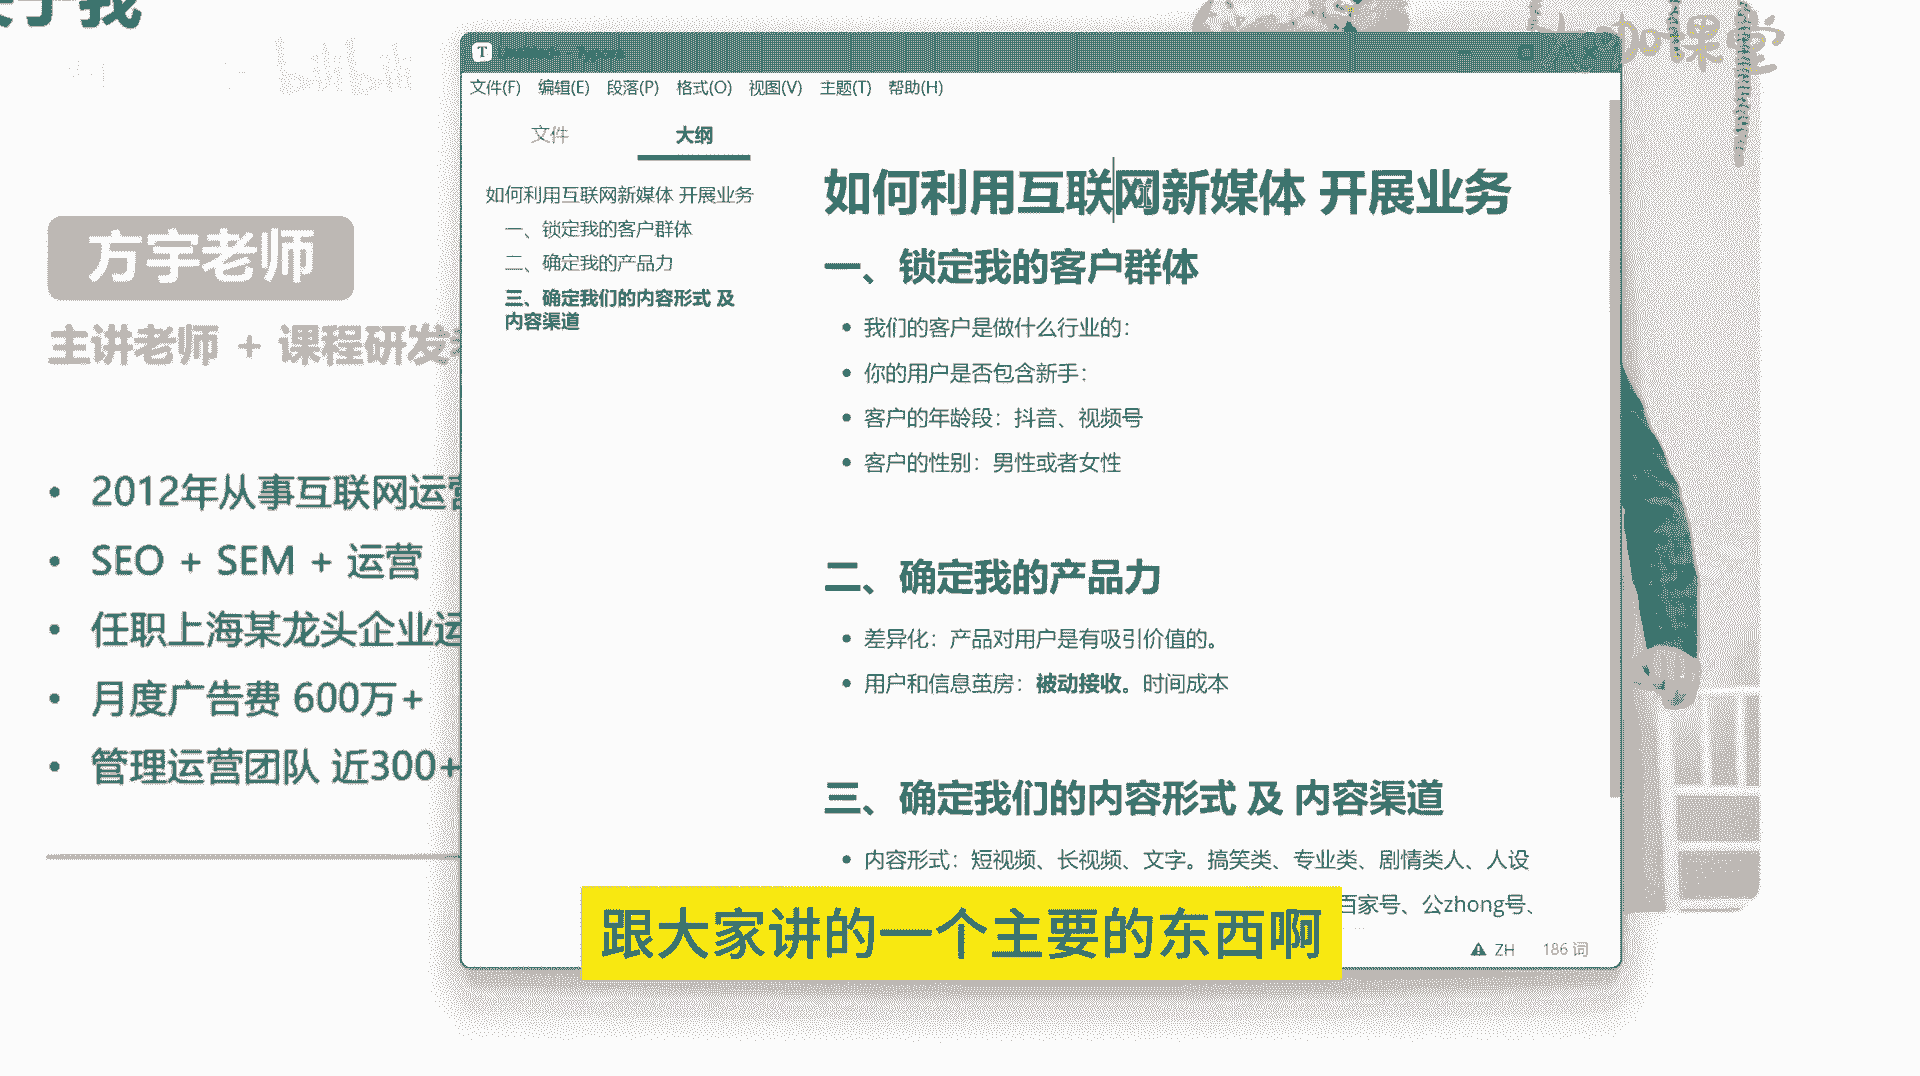 关于我
bilibili
大咖课堂
方宇老师
主讲老师 + 课程研发
• 2012年从事互联网运营
• SEO + SEM + 运营
• 任职上海某龙头企业运
• 月度广告费 600万+
• 管理运营团队 近300+
文件(F) 编辑(E) 段落(P) 格式(O) 视图(V) 主题(T) 帮助(H)
文件 大纲
如何利用互联网新媒体 开展业务
一、锁定我的客户群体
二、确定我的产品力
三、确定我们的内容形式 及
内容渠道
如何利用互联网新媒体 开展业务
一、锁定我的客户群体
• 我们的客户是做什么行业的：
• 你的用户是否包含新手：
• 客户的年龄段：抖音、视频号
• 客户的性别：男性或者女性
二、确定我的产品力
• 差异化：产品对用户是有吸引价值的。
• 用户和信息茧房：被动接收。时间成本
三、确定我们的内容形式 及 内容渠道
• 内容形式：短视频、长视频、文字。搞笑类、专业类、剧情类人、人设
百家号、公zhong号、
ZH 186 词
跟大家讲的一个主要的东西啊